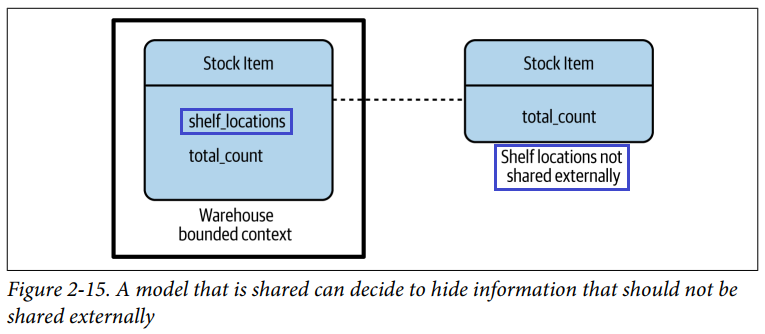 Stock Item
shelf_locations
total_count
Warehouse
bounded context
Stock Item
total_count
Shelf locations not
shared externally
Figure 2-15. A model that is shared can decide to hide information that should not be
shared externally